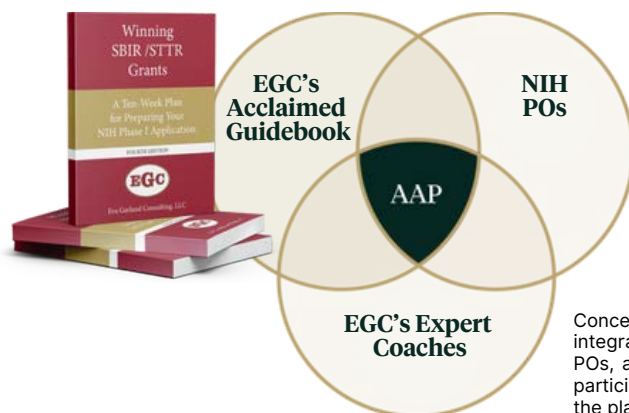 Winning
SBIR /STTR
Grants
A Ten-Week Plan
for Preparing Your
NIH Phase I Application
FOURTH EDITION
EGC
Eva Garland Consulting, LLC
EGC's
Acclaimed
Guidebook
NIH
POs
AAP
EGC's Expert
Coaches
Conce
integra
POs, a
partici
the pla